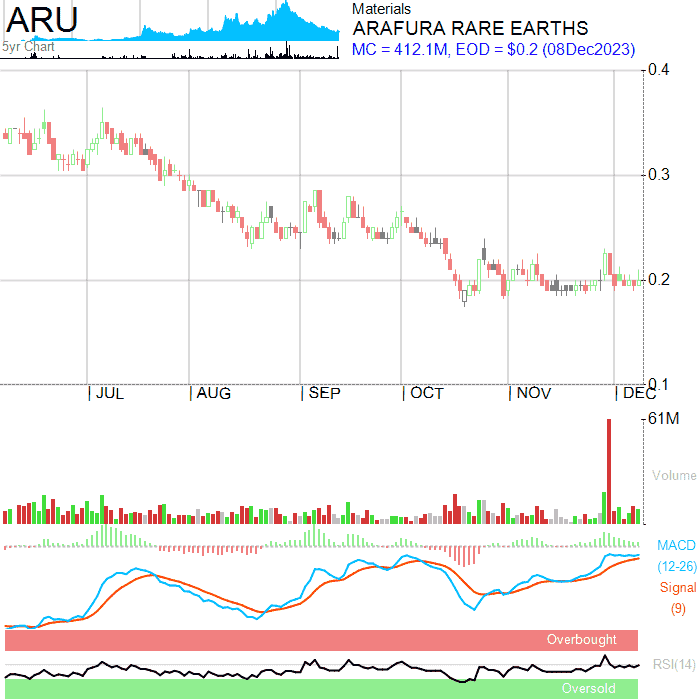 ARU
5yr Chart
Materials
ARAFURA RARE EARTHS
MC = 412.1M, EOD = $0.2 (08Dec2023)
0.4
0.3
0.2
0.1
JUL
AUG
SEP
OCT
NOV
DEC
61M
Volume
MACD
(12-26)
Signal
(9)
Overbought
RSI(14)
Oversold